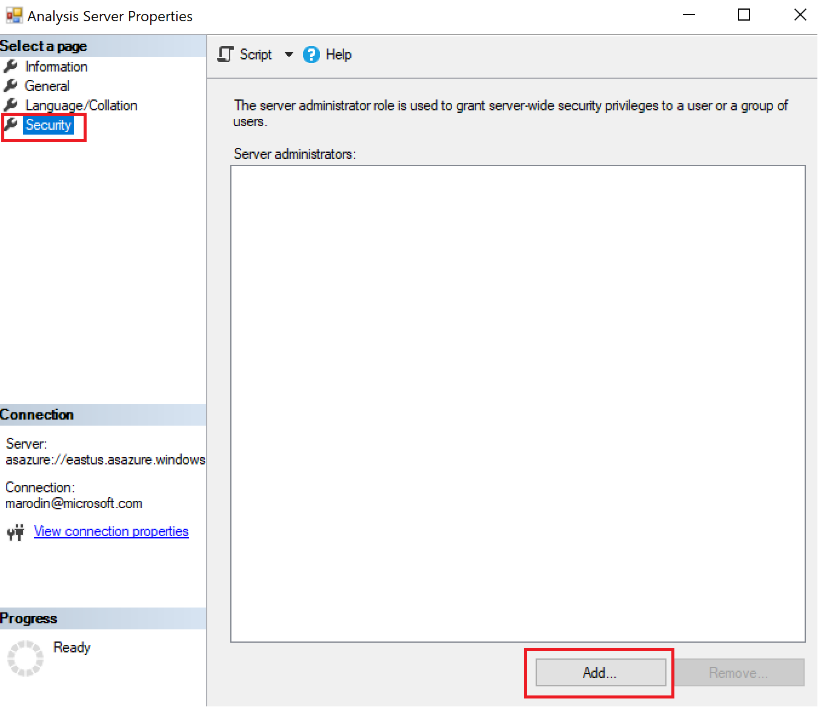 Analysis Server Properties
Select a page
Information
General
Language/Collation
Security
Script
Help
The server administrator role is used to grant server-wide security privileges to a user or a group of
users.
Server administrators:
Connection
Server:
asazure://eastus.asazure.windows
Connection:
marodin@microsoft.com
View connection properties
Progress
Ready
Add...
Remove...